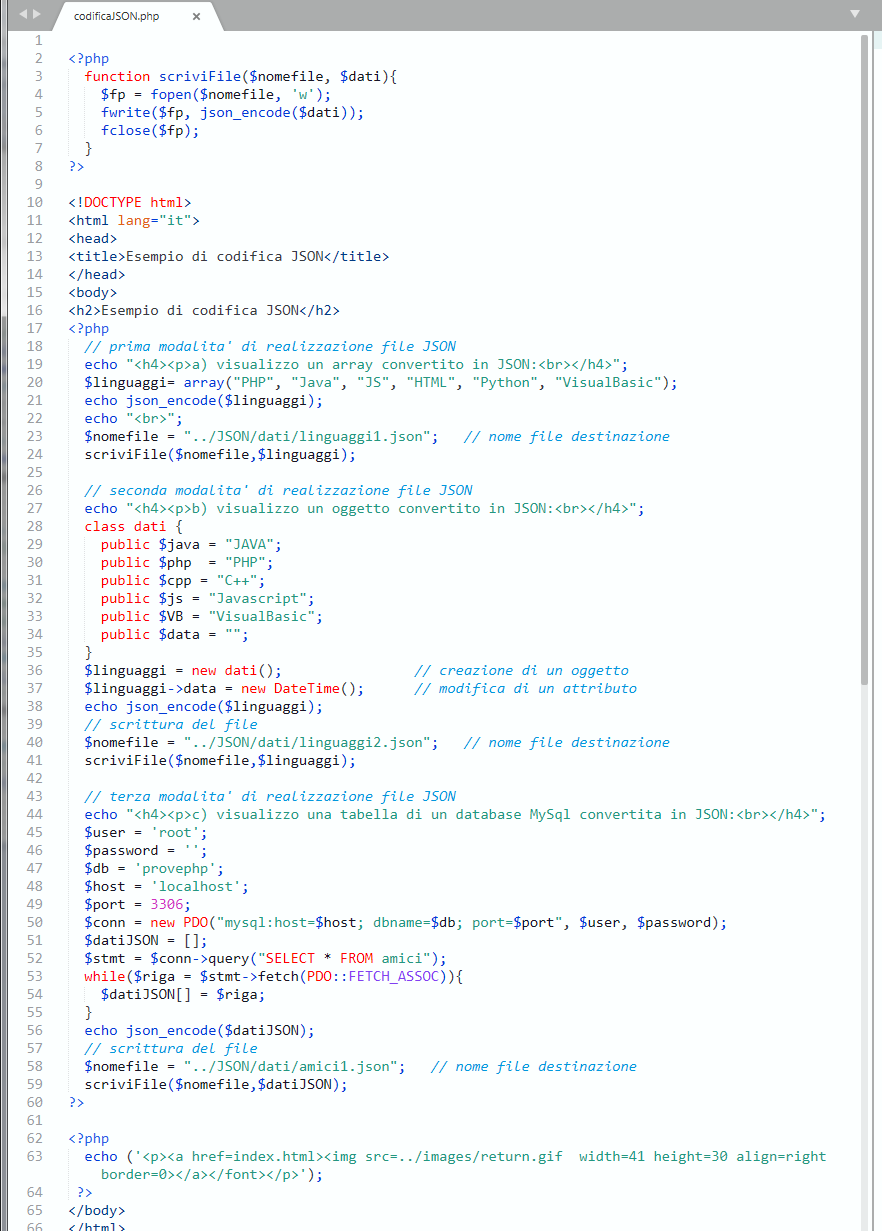 codificaJSON.php ×
1
2 <?php
3   function scriviFile($nomefile, $dati){
4     $fp = fopen($nomefile, 'w');
5     fwrite($fp, json_encode($dati));
6     fclose($fp);
7   }
8 ?>
9
10 <!DOCTYPE html>
11 <html lang="it">
12 <head>
13 <title>Esempio di codifica JSON</title>
14 </head>
15 <body>
16 <h2>Esempio di codifica JSON</h2>
17 <?php
18   // prima modalita' di realizzazione file JSON
19   echo "<h4><p>a) visualizzo un array convertito in JSON:<br></h4>";
20   $linguaggi= array("PHP", "Java", "JS", "HTML", "Python", "VisualBasic");
21   echo json_encode($linguaggi);
22   echo "<br>";
23   $nomefile = "../JSON/dati/linguaggi1.json";   // nome file destinazione
24   scriviFile($nomefile,$linguaggi);
25
26   // seconda modalita' di realizzazione file JSON
27   echo "<h4><p>b) visualizzo un oggetto convertito in JSON:<br></h4>";
28   class dati {
29     public $java = "JAVA";
30     public $php  = "PHP";
31     public $cpp = "C++";
32     public $js = "Javascript";
33     public $VB = "VisualBasic";
34     public $data = "";
35   }
36   $linguaggi = new dati();                // creazione di un oggetto
37   $linguaggi->data = new DateTime();      // modifica di un attributo
38   echo json_encode($linguaggi);
39   // scrittura del file
40   $nomefile = "../JSON/dati/linguaggi2.json";   // nome file destinazione
41   scriviFile($nomefile,$linguaggi);
42
43   // terza modalita' di realizzazione file JSON
44   echo "<h4><p>c) visualizzo una tabella di un database MySql convertita in JSON:<br></h4>";
45   $user = 'root';
46   $password = '';
47   $db = 'provephp';
48   $host = 'localhost';
49   $port = 3306;
50   $conn = new PDO("mysql:host=$host; dbname=$db; port=$port", $user, $password);
51   $datiJSON = [];
52   $stmt = $conn->query("SELECT * FROM amici");
53   while($riga = $stmt->fetch(PDO::FETCH_ASSOC)){
54     $datiJSON[] = $riga;
55   }
56   echo json_encode($datiJSON);
57   // scrittura del file
58   $nomefile = "../JSON/dati/amici1.json";   // nome file destinazione
59   scriviFile($nomefile,$datiJSON);
60 ?>
61
62 <?php
63   echo ('<p><a href=index.html><img src=../images/return.gif  width=41 height=30 align=right
    border=0></a></font></p>');
64  ?>
65 </body>
66 </html>